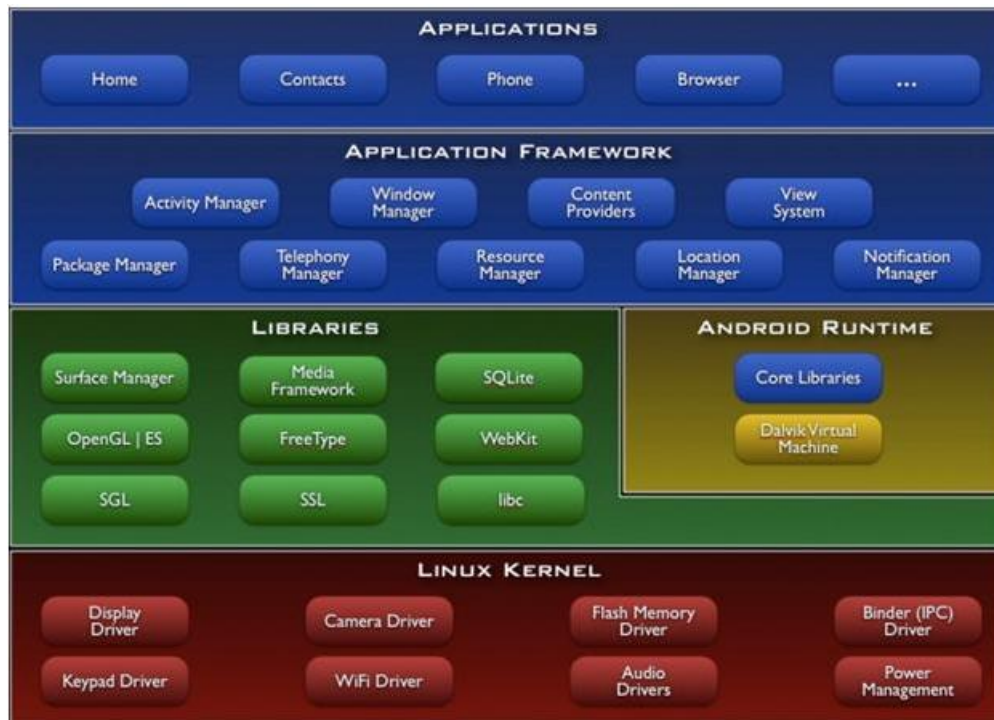 APPLICATIONS
Home
Contacts
Phone
Browser
...
APPLICATION FRAMEWORK
Activity Manager
Window
Manager
Content
Providers
View
System
Package Manager
Telephony
Manager
Resource
Manager
Location
Manager
Notification
Manager
LIBRARIES
Surface Manager
Media
Framework
SQLite
OpenGL | ES
FreeType
WebKit
SGL
SSL
libc
ANDROID RUNTIME
Core Libraries
Dalvik Virtual
Machine
LINUX KERNEL
Display
Driver
Camera Driver
Flash Memory
Driver
Binder (IPC)
Driver
Keypad Driver
WiFi Driver
Audio
Drivers
Power
Management